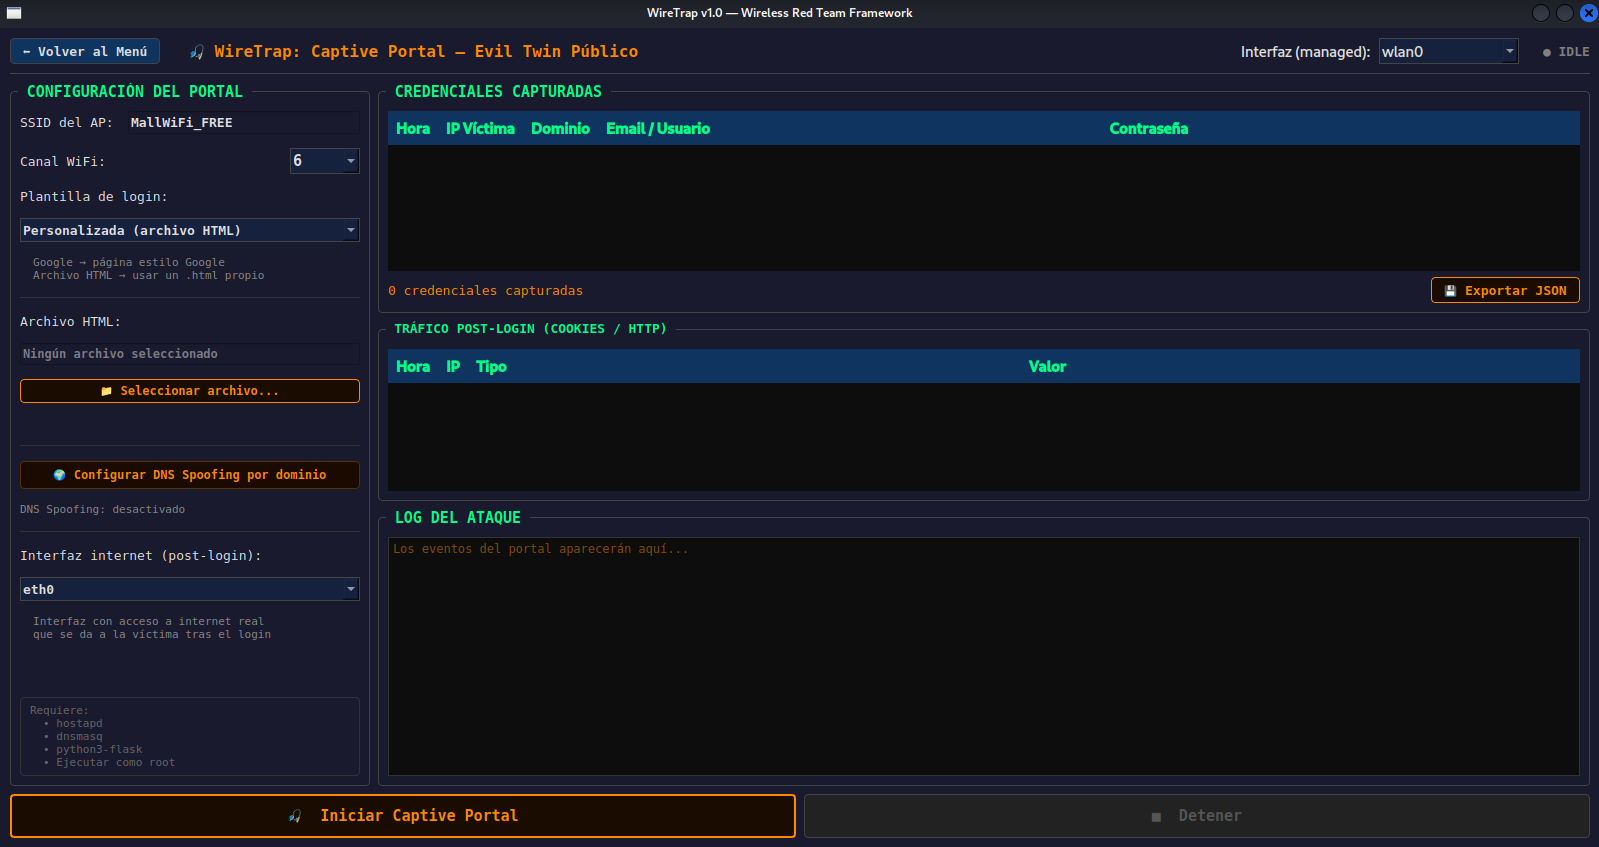 WireTrap v1.0 — Wireless Red Team Framework
← Volver al Menú
WireTrap: Captive Portal — Evil Twin Público
Interfaz (managed):
wlan0
● IDLE
CONFIGURACIÓN DEL PORTAL
SSID del AP:
MallWiFi_FREE
Canal WiFi:
6
Plantilla de login:
Personalizada (archivo HTML)
Google → página estilo Google
Archivo HTML → usar un .html propio
Archivo HTML:
Ningún archivo seleccionado
Seleccionar archivo...
Configurar DNS Spoofing por dominio
DNS Spoofing: desactivado
Interfaz internet (post-login):
eth0
Interfaz con acceso a internet real
que se da a la víctima tras el login
Requiere:
• hostapd
• dnsmasq
• python3-flask
• Ejecutar como root
CREDENCIALES CAPTURADAS
Hora IP Víctima Dominio Email / Usuario Contraseña
0 credenciales capturadas
Exportar JSON
TRÁFICO POST-LOGIN (COOKIES / HTTP)
Hora IP Tipo Valor
LOG DEL ATAQUE
Los eventos del portal aparecerán aquí...
Iniciar Captive Portal
■ Detener